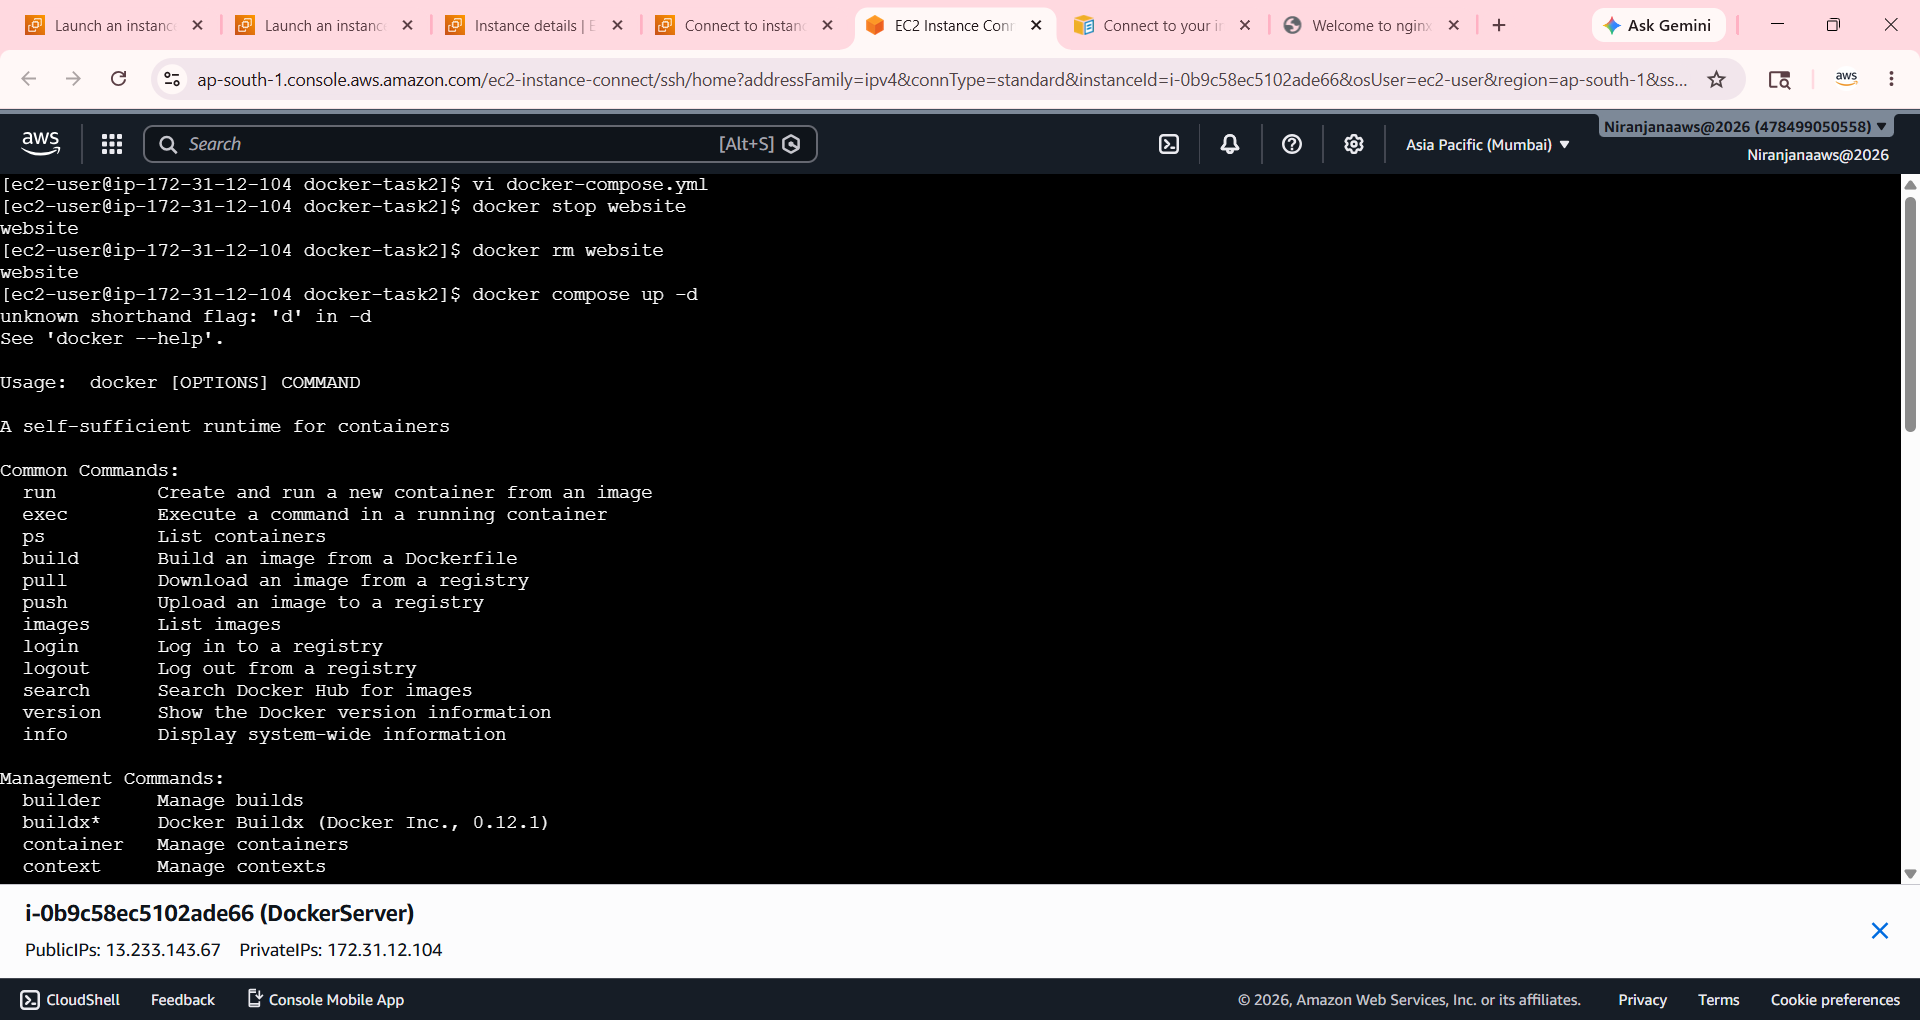 Launch an instanc
Launch an instanc
Instance details | E
Connect to instan
EC2 Instance Conn
Connect to your in
Welcome to nginx
Ask Gemini
ap-south-1.console.aws.amazon.com/ec2-instance-connect/ssh/home?addressFamily=ipv4&connType=standard&instanceId=i-0b9c58ec5102ade66&osUser=ec2-user&region=ap-south-1&ss...
aws
aws
Search
[Alt+S]
Asia Pacific (Mumbai) ▼
Niranjanaaws@2026 (478499050558) ▼
Niranjanaaws@2026
[ec2-user@ip-172-31-12-104 docker-task2]$ vi docker-compose.yml
[ec2-user@ip-172-31-12-104 docker-task2]$ docker stop website
website
[ec2-user@ip-172-31-12-104 docker-task2]$ docker rm website
website
[ec2-user@ip-172-31-12-104 docker-task2]$ docker compose up -d
unknown shorthand flag: 'd' in -d
See 'docker --help'.
Usage:  docker [OPTIONS] COMMAND
A self-sufficient runtime for containers
Common Commands:
  run         Create and run a new container from an image
  exec        Execute a command in a running container
  ps          List containers
  build       Build an image from a Dockerfile
  pull        Download an image from a registry
  push        Upload an image to a registry
  images      List images
  login       Log in to a registry
  logout      Log out from a registry
  search      Search Docker Hub for images
  version     Show the Docker version information
  info        Display system-wide information
Management Commands:
  builder     Manage builds
  buildx*     Docker Buildx (Docker Inc., 0.12.1)
  container   Manage containers
  context     Manage contexts
i-0b9c58ec5102ade66 (DockerServer)
PublicIPs: 13.233.143.67    PrivateIPs: 172.31.12.104
CloudShell    Feedback    Console Mobile App    © 2026, Amazon Web Services, Inc. or its affiliates.    Privacy    Terms    Cookie preferences